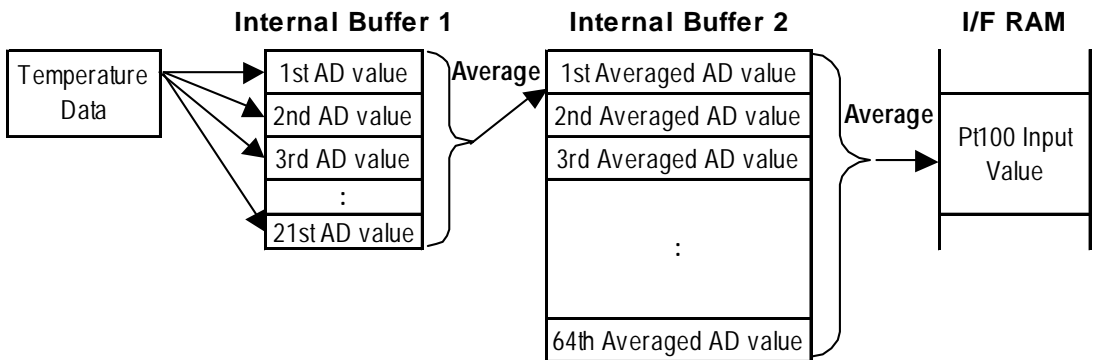 Internal Buffer 1
Internal Buffer 2
I/F RAM
Temperature
Data
1st AD value
2nd AD value
3rd AD value
:
21st AD value
Average
1st Averaged AD value
2nd Averaged AD value
3rd Averaged AD value
:
64th Averaged AD value
Average
Pt100 Input
Value